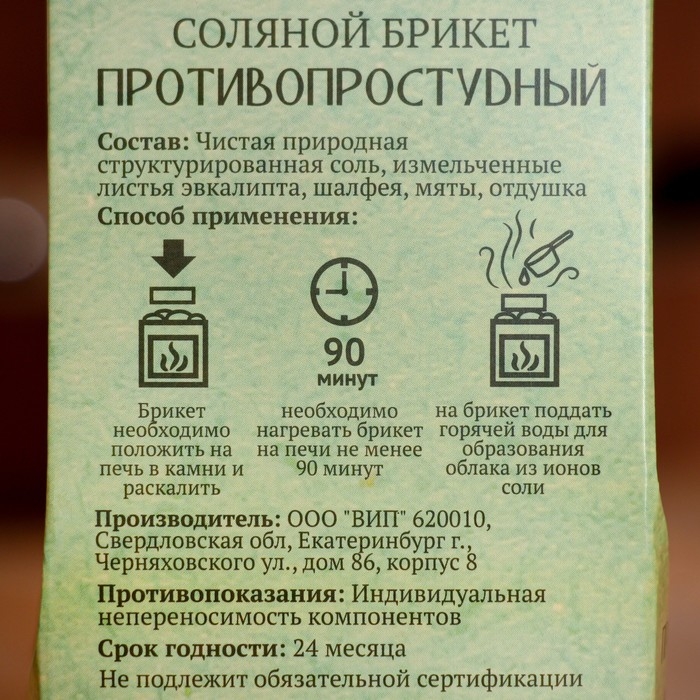 СОЛЯНОЙ БРИКЕТ
ПРОТИВОПРОСТУDНЫЙ
Состав: Чистая природная
структурированная соль, измельченные
листья эвкалипта, шалфея, мяты, отдушка
Способ применения:
90
минут
Брикет
необходимо
положить на
печь в камни и
раскалить
необходимо
нагревать брикет
на печи не менее
90 минут
на брикет поддать
горячей воды для
образования
облака из ионов
соли
Производитель: ООО "ВИП" 620010,
Свердловская обл, Екатеринбург г.,
Черняховского ул., дом 86, корпус 8
Противопоказания: Индивидуальная
непереносимость компонентов
Срок годности: 24 месяца
Не подлежит обязательной сертификации